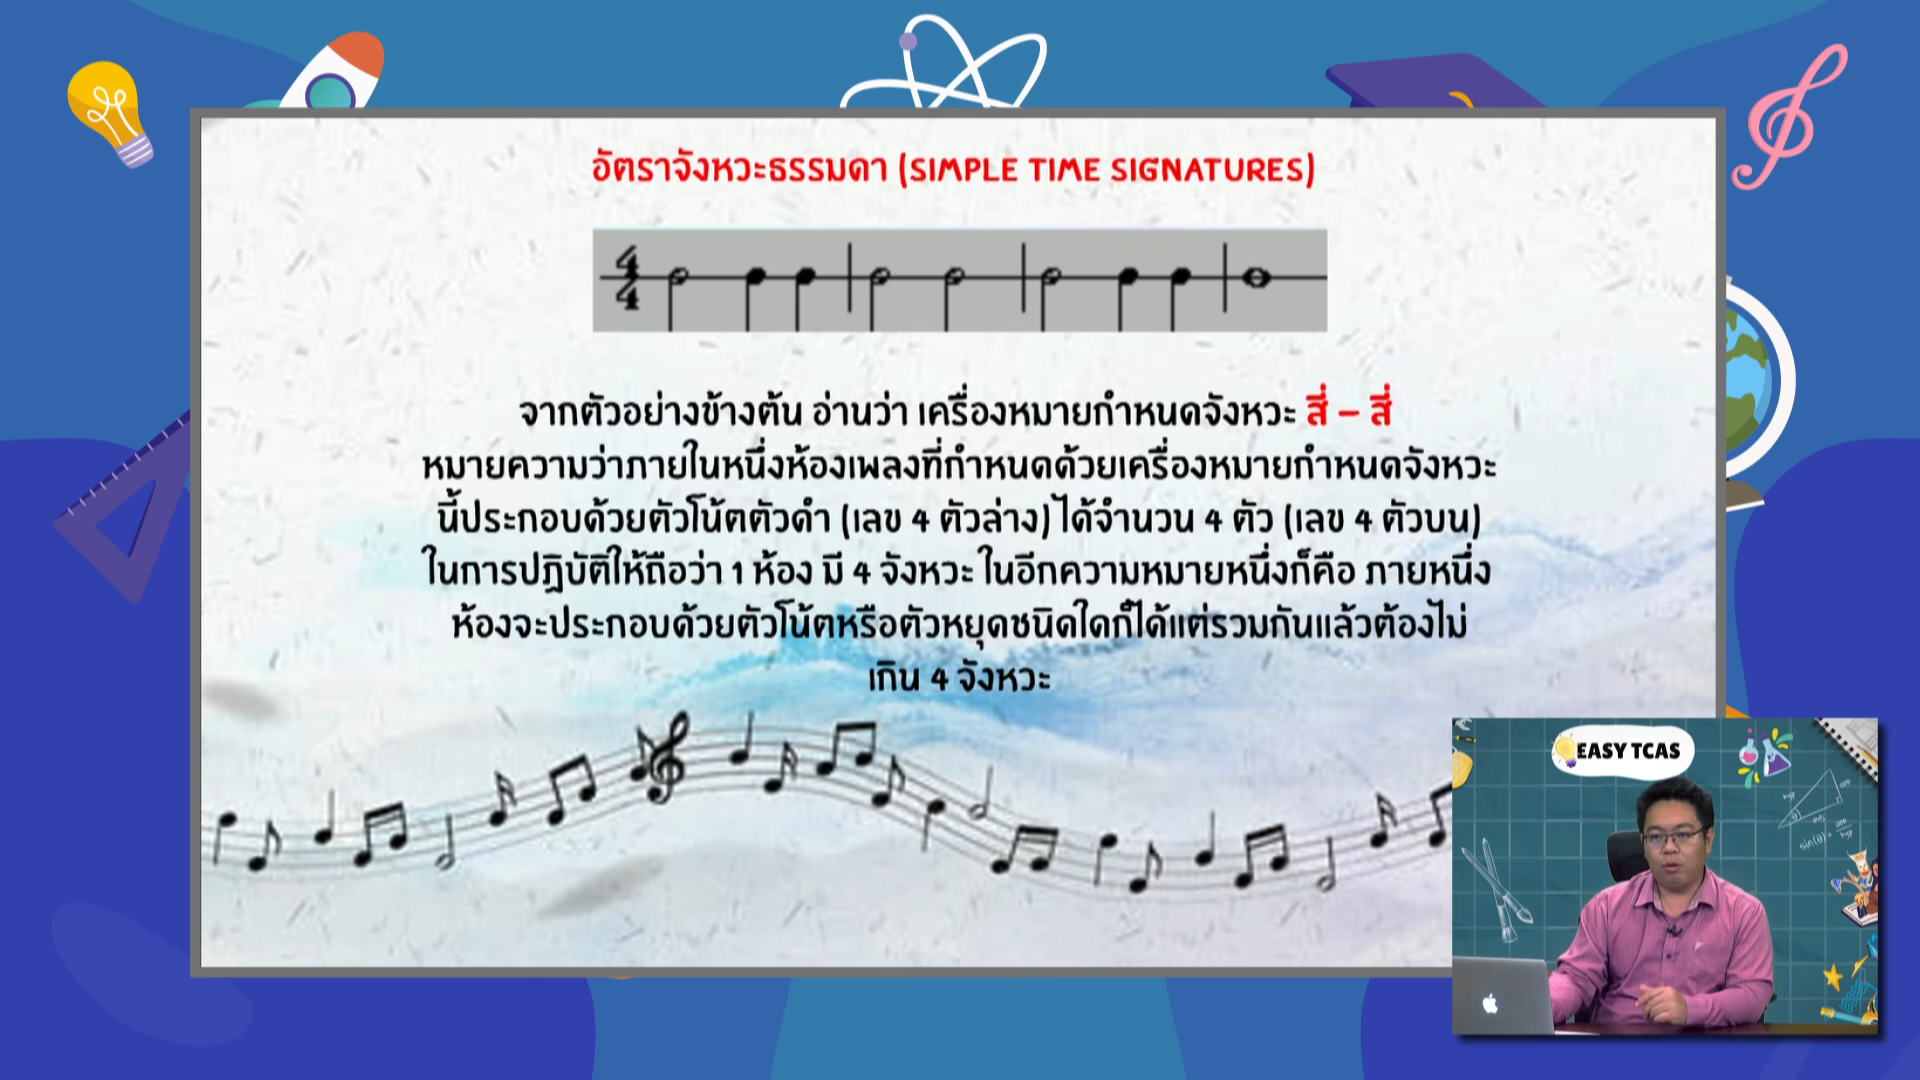 อัตราจังหวะธรรมดา (SIMPLE TIME SIGNATURES)
4
4
จากตัวอย่างข้างต้น อ่านว่า เครื่องหมายกำหนดจังหวะ สี่ – สี่
หมายความว่าภายในหนึ่งห้องเพลงที่กำหนดด้วยเครื่องหมายกำหนดจังหวะ
นี้ประกอบด้วยตัวโน้ตตัวดำ (เลข 4 ตัวล่าง) ได้จำนวน 4 ตัว (เลข 4 ตัวบน)
ในการปฏิบัติให้ถือว่า 1 ห้อง มี 4 จังหวะ ในอีกความหมายหนึ่งก็คือ ภายหนึ่ง
ห้องจะประกอบด้วยตัวโน้ตหรือตัวหยุดชนิดใดก็ได้แต่รวมกันแล้วต้องไม่
เกิน 4 จังหวะ
EASY TCAS